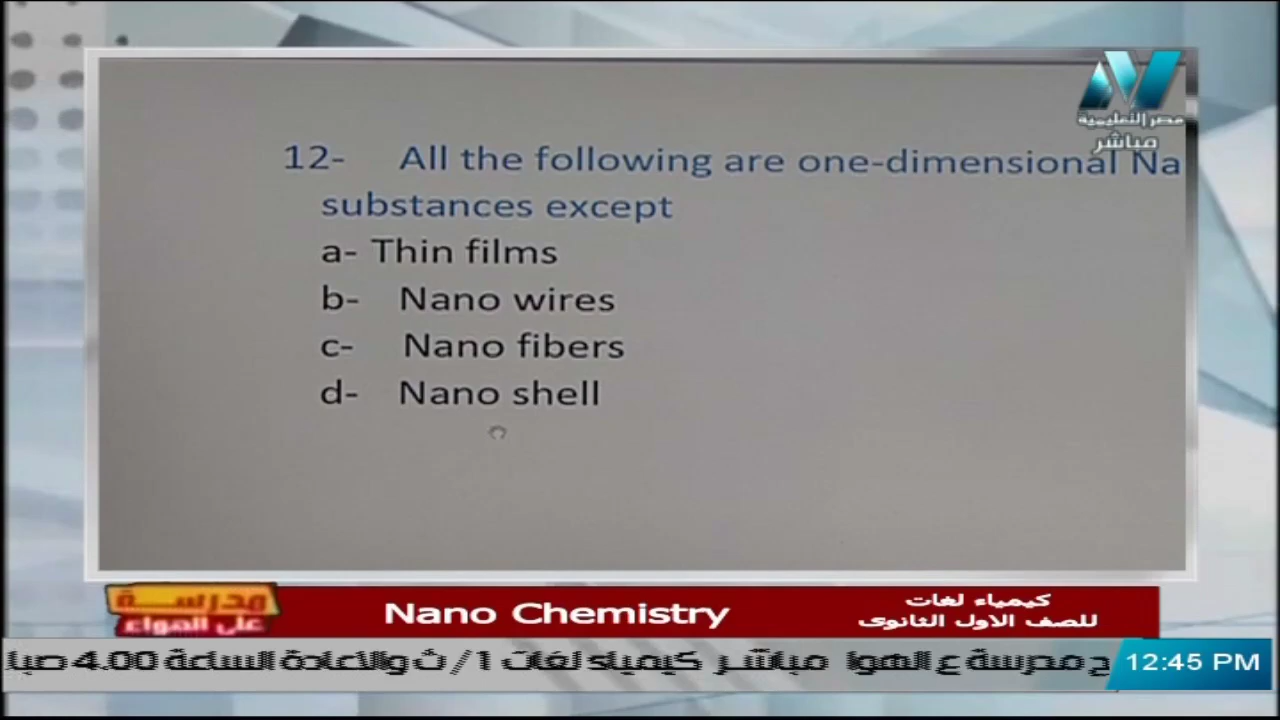 مصر التعليمية
مباشر
12- All the following are one-dimensional Na
substances except
a- Thin films
b- Nano wires
c- Nano fibers
d- Nano shell
مدرسة
على الهواء
Nano Chemistry
كيمياء لغات
للصف الاول الثانوى
ح مدرسة ع الهوا مباشر كيمياء لغات 1/ ث والاعادة الساعة 4.00 صبا
12:45 PM